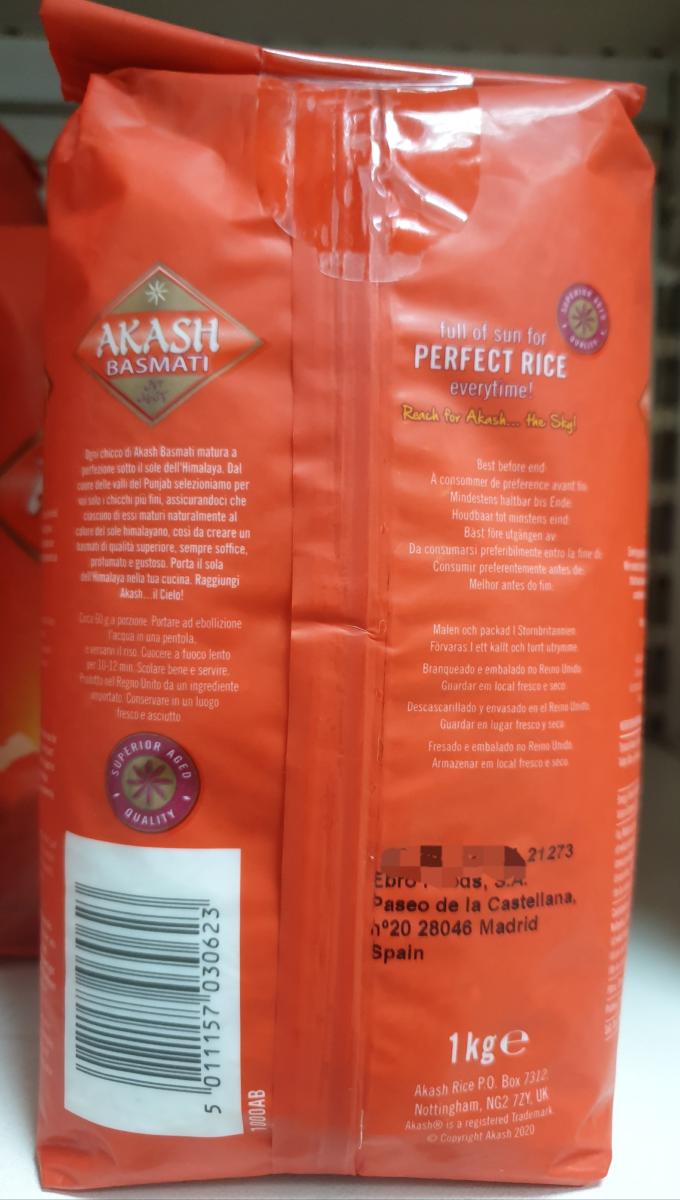 AKASH
BASMATI
Ogni chicco di Akash Basmati matura a
perfezione sotto il sole dell'Himalaya. Dal
cuore delle valli del Punjab selezioniamo per
voi solo i chicchi più fini, assicurandoci che
ciascuno di essi maturi naturalmente al
calore del sole himalayano, così da creare un
basmati di qualità superiore, sempre soffice,
profumato e gustoso. Porta il sola
dell'Himalaya nella tua cucina. Raggiungi
Akash....il Cielo!
Circa 60 g a porzione. Portare ad ebollizione
l'acqua in una pentola,
e versarvi il riso. Cuocere a fuoco lento
per 10-12 min. Scolare bene e servire.
Prodotto nel Regno Unito da un ingrediente
importato. Conservare in un luogo
fresco e asciutto
SUPERIOR AGED
QUALITY
5 011157 030623
1000AB
SUPERIOR AGED
QUALITY
full of sun for
PERFECT RICE
everytime!
Reach for Akash... the Sky!
Best before end:
A consommer de préférence avant fin:
Mindestens haltbar bis Ende:
Houdbaar tot minstens eind:
Bäst före utgången av:
Da consumarsi preferibilmente entro la fine di:
Consumir preferentemente antes de:
Melhor antes do fim:
Malen och packad I Storbritannien.
Förvaras I ett kallt och torrt utrymme.
Branqueado e embalado no Reino Unido.
Guardar em local fresco e seco.
Descascarillado y envasado en el Reino Unido.
Guardar en lugar fresco y seco.
Fresado e embalado no Reino Unido.
Armazenar em local fresco e seco.
21273
Ebro S.A.
Paseo de la Castellana,
nº20 28046 Madrid
Spain
1kg℮
Akash Rice P.O. Box 7312,
Nottingham, NG2 7ZY, UK
Akash® is a registered Trademark
© Copyright Akash 2020